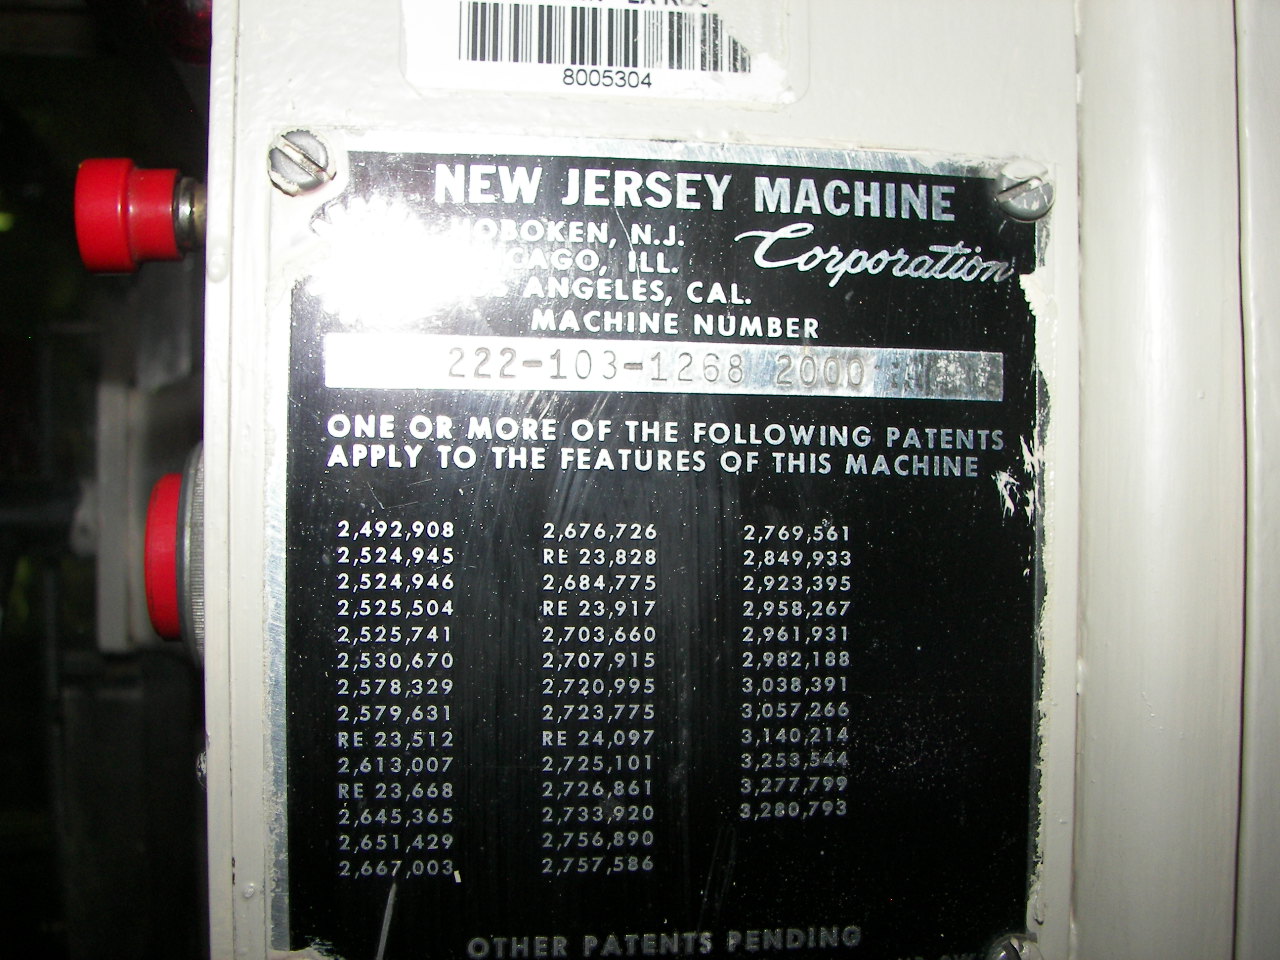 8005304
NEW JERSEY MACHINE
Corporation
HOBOKEN, N.J.
CHICAGO, ILL.
ANGELES, CAL.
MACHINE NUMBER
222-103-1268 2000
ONE OR MORE OF THE FOLLOWING PATENTS
APPLY TO THE FEATURES OF THIS MACHINE
2,492,908 2,676,726 2,769,561
2,524,945 RE 23,828 2,849,933
2,524,946 2,684,775 2,923,395
2,525,504 RE 23,917 2,958,267
2,525,741 2,703,660 2,961,931
2,530,670 2,707,915 2,982,188
2,578,329 2,720,995 3,038,391
2,579,631 2,723,775 3,057,266
RE 23,512 RE 24,097 3,140,214
2,613,007 2,725,101 3,253,544
RE 23,668 2,726,861 3,277,799
2,645,365 2,733,920 3,280,793
2,651,429 2,756,890
2,667,003 2,757,586
OTHER PATENTS PENDING